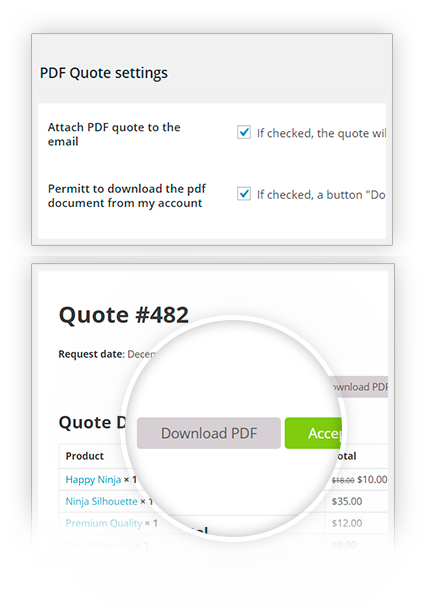 PDF Quote settings
Attach PDF quote to the
email
If checked, the quote wil
Permitt to download the pdf
document from my account
If checked, a button "Do
Quote #482
Request date: Decem
wnload PDF
Quote D
Download PDF
Accep
Product
otal
Happy Ninja × 1
$18.00 $10.00
Ninja Silhouette × 1
$35.00
Premium Quality × 1
$12.00
$9.00